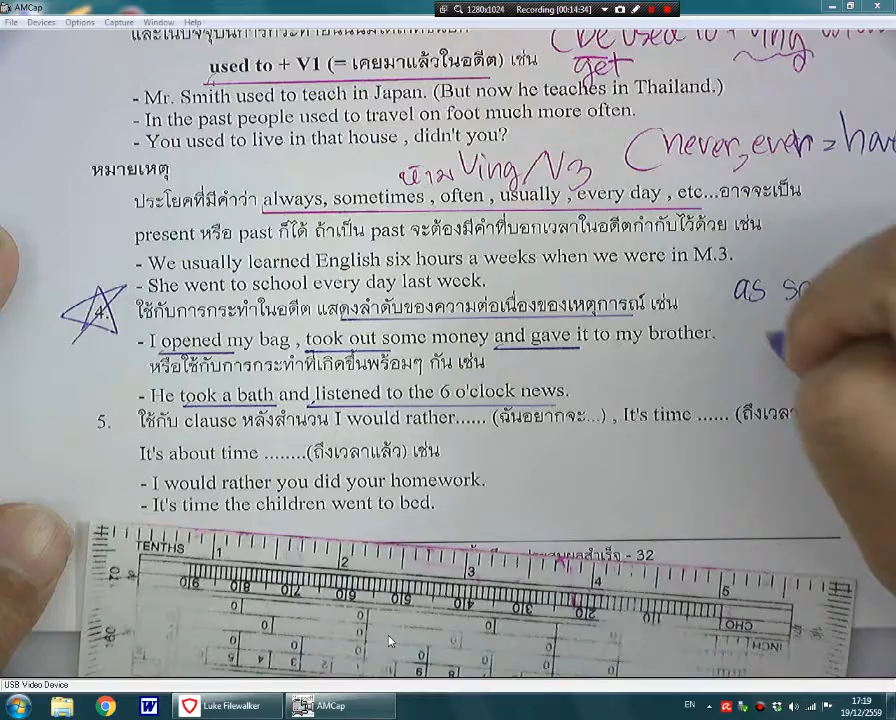 AMCap
File Devices Options Capture Window Help
1280x1024 Recording [00:14:34]
get
used to + V1 (= เคยมาแล้วในอดีต) เช่น
- Mr. Smith used to teach in Japan. (But now he teaches in Thailand.)
- In the past people used to travel on foot much more often.
- You used to live in that house , didn't you?
(never, ever = have
หมายเหตุ
ห้าม Ving / V3
ประโยคที่มีคำว่า always, sometimes , often , usually , every day , etc...อาจจะเป็น
present หรือ past ก็ได้ ถ้าเป็น past จะต้องมีคำที่บอกเวลาในอดีตกำกับไว้ด้วย เช่น
- We usually learned English six hours a weeks when we were in M.3.
- She went to school every day last week.
as so
4. ใช้กับการกระทำในอดีต แสดงลำดับของความต่อเนื่องของเหตุการณ์ เช่น
- I opened my bag , took out some money and gave it to my brother.
หรือใช้กับการกระทำที่เกิดขึ้นพร้อมๆ กัน เช่น
- He took a bath and listened to the 6 o'clock news.
5. ใช้กับ clause หลังสำนวน I would rather...... (ฉันอยากจะ...) , It's time ...... (ถึงเวลา
It's about time ........(ถึงเวลาแล้ว) เช่น
- I would rather you did your homework.
- It's time the children went to bed.
- 32
TENTHS 1 2 3 4 5
INCH
USB Video Device
Luke Filewalker AMCap EN 17:19
19/12/2559